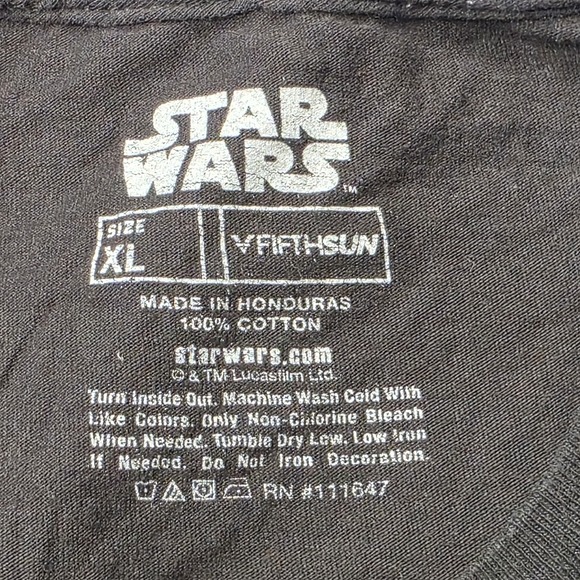 STAR
WARS™
SIZE
XL
FIFTHSUN
MADE IN HONDURAS
100% COTTON
starwars.com
© & TM Lucasfilm Ltd.
Turn Inside Out. Machine Wash Cold With
Like Colors. Only Non-Chlorine Bleach
When Needed. Tumble Dry Low. Low Iron
If Needed. Do Not Iron Decoration.
RN #111647